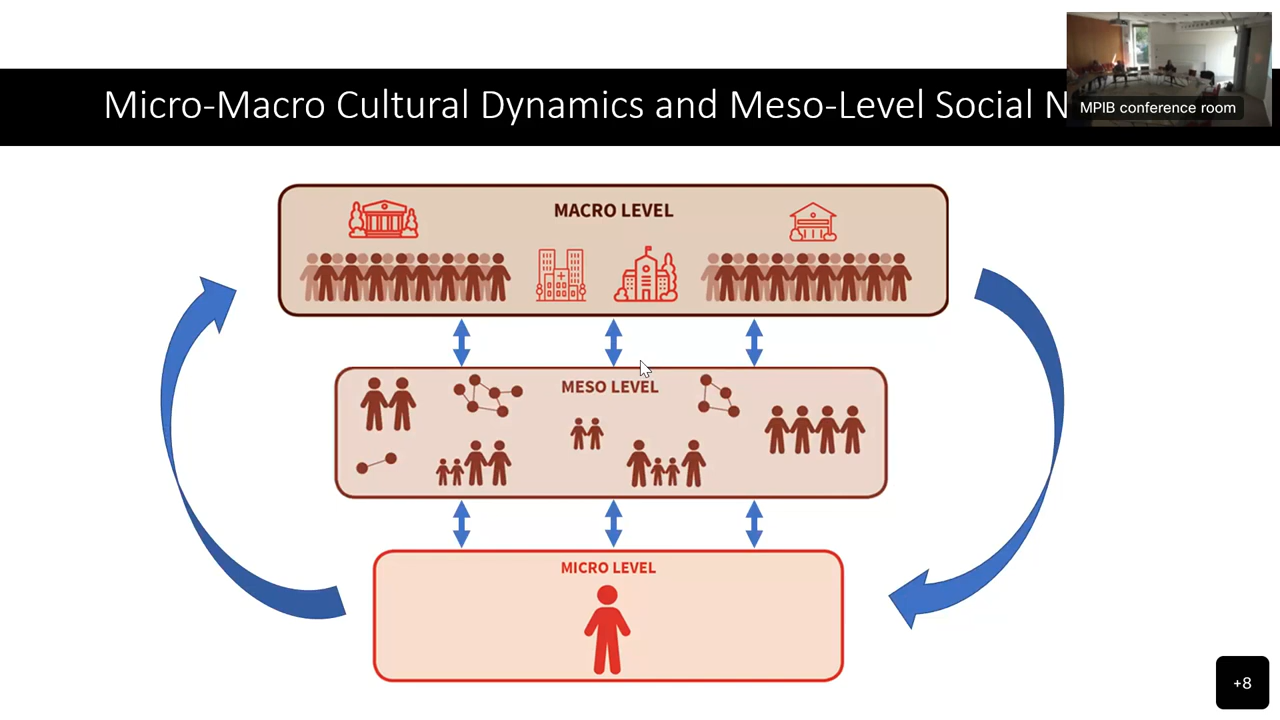 Micro-Macro Cultural Dynamics and Meso-Level Social N
MPIB conference room
MACRO LEVEL
MESO LEVEL
MICRO LEVEL
+8